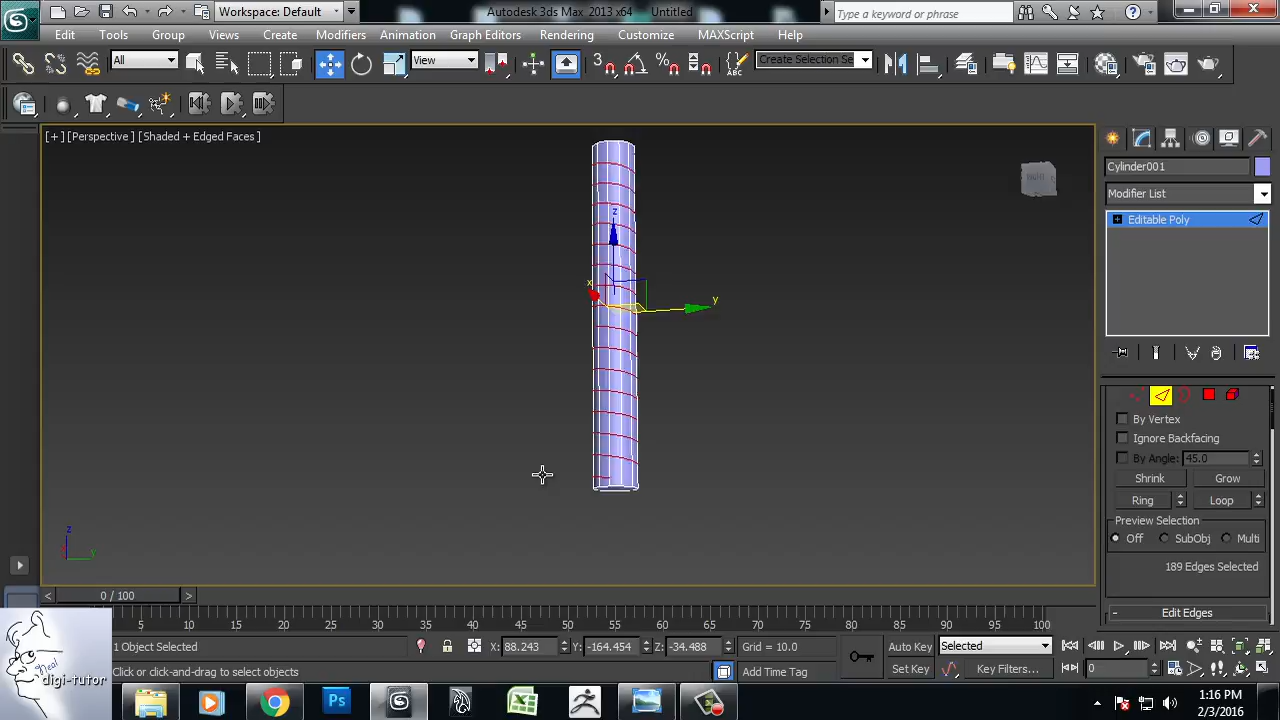 Workspace: Default
Autodesk 3ds Max 2013 x64 - Untitled
Type a keyword or phrase
Edit Tools Group Views Create Modifiers Animation Graph Editors Rendering Customize MAXScript Help
All View 3 Create Selection Se
[ + ] [Perspective ] [Shaded + Edged Faces ]
Cylinder001
Modifier List
Editable Poly
z
x
y
By Vertex
Ignore Backfacing
By Angle: 45.0
Shrink Grow
Ring Loop
Preview Selection
Off SubObj Multi
189 Edges Selected
z
y
Edit Edges
0 / 100
5 10 15 20 25 30 35 40 45 50 55 60 65 70 75 80 85 90 95 100
1 Object Selected X: 88.243 Y: -164.454 Z: -34.488 Grid = 10.0 Auto Key Selected
Click or click-and-drag to select objects Add Time Tag Set Key Key Filters... 0
digi-tutor
Ps
1:16 PM
2/3/2016